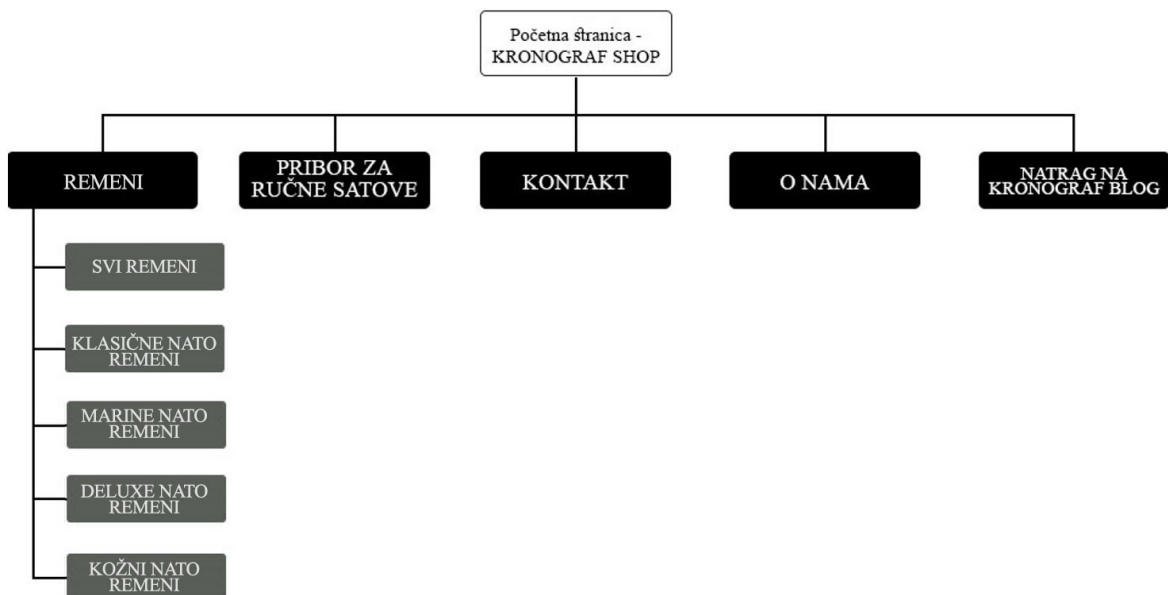 Početna stranica -
KRONOGRAF SHOP
REMENI
PRIBOR ZA
RUČNE SATOVE
KONTAKT
O NAMA
NATRAG NA
KRONOGRAF BLOG
SVI REMENI
KLASIČNE NATO
REMENI
MARINE NATO
REMENI
DELUXE NATO
REMENI
KOŽNI NATO
REMENI